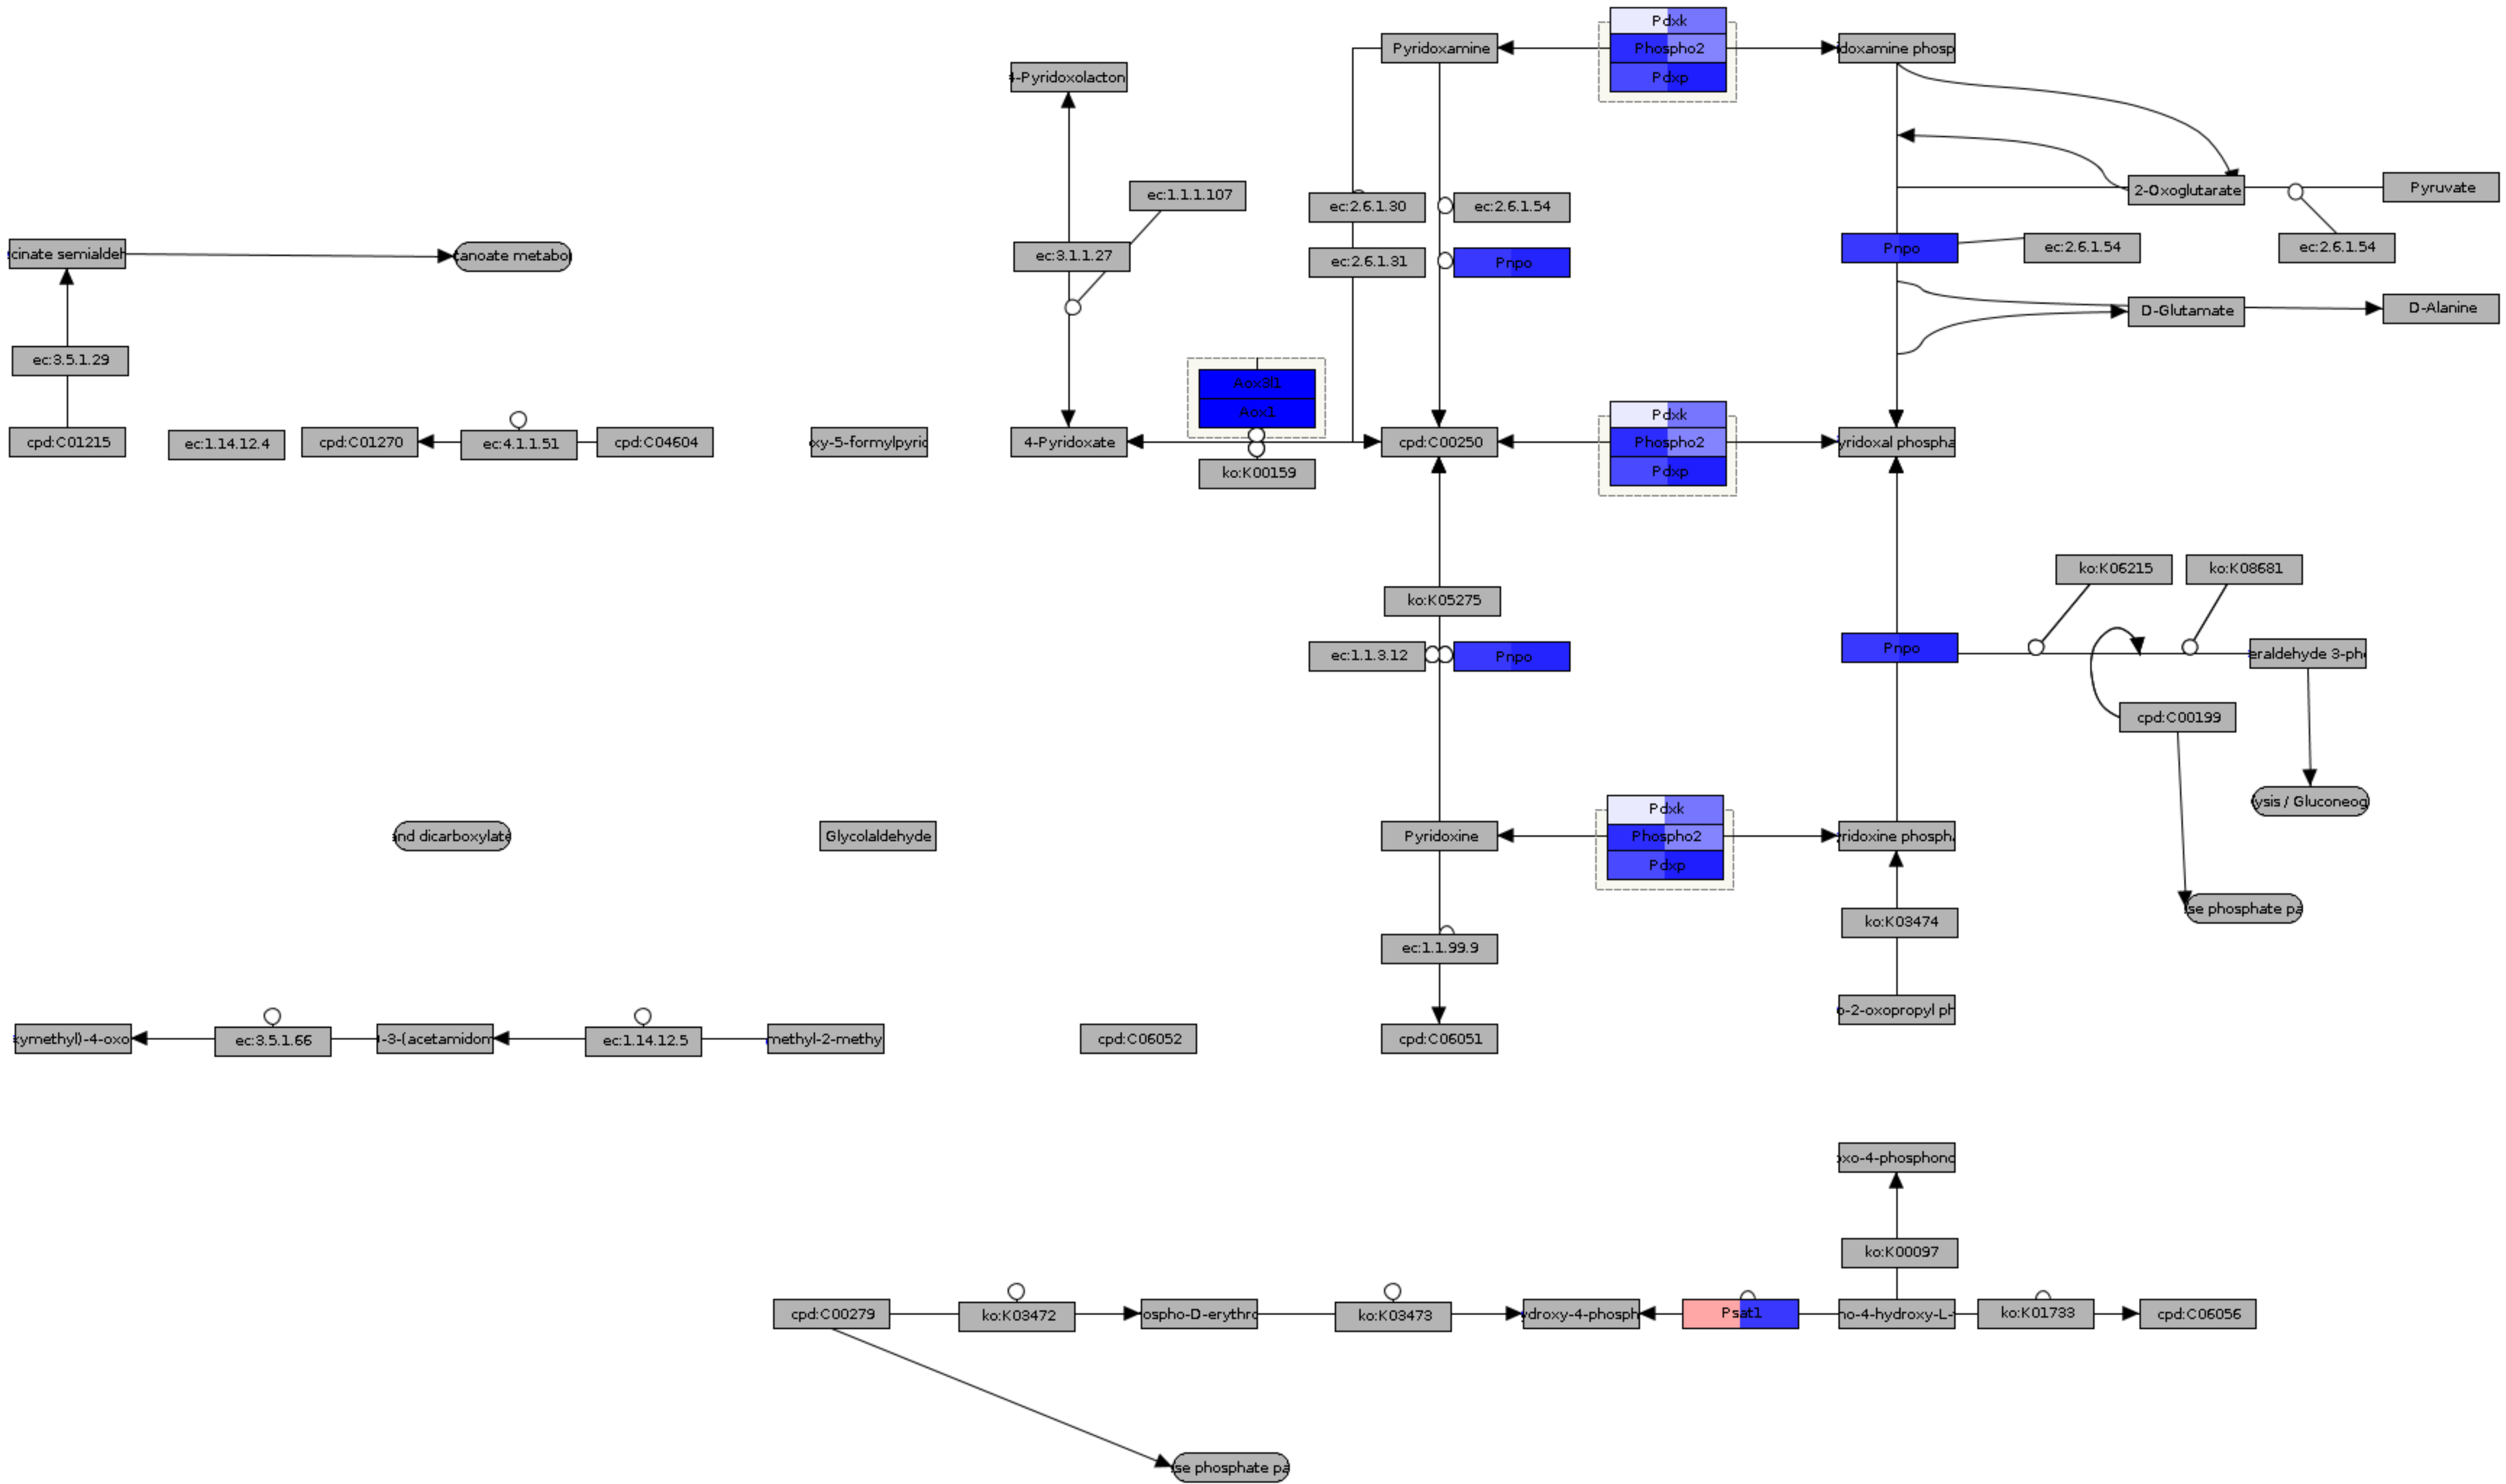 Pdxk
Pyridoxamine
Phospho2
doxamine phosp
4-Pyridoxolacton
Pdxp
ec:1.1.1.107
Pyruvate
2-Oxoglutarate
ec:2.6.1.30
ec:2.6.1.54
cinate semialdeh
anoate metabol
ec:3.1.1.27
ec:2.6.1.31
Pnpo
Pnpo
ec:2.6.1.54
ec:2.6.1.54
D-Glutamate
D-Alanine
ec:3.5.1.29
Aox3l1
Aox1
Pdxk
cpd:C01215
ec:1.14.12.4
cpd:C01270
ec:4.1.1.51
cpd:C04604
oxy-5-formylpyrid
4-Pyridoxate
cpd:C00250
Phospho2
yridoxal phospha
ko:K00159
Pdxp
ko:K06215
ko:K08681
ko:K05275
ec:1.1.3.12
Pnpo
Pnpo
eraldehyde 3-pho
cpd:C00199
ysis / Gluconeog
Pdxk
and dicarboxylate
Glycolaldehyde
Pyridoxine
Phospho2
ridoxine phosph
Pdxp
se phosphate pa
ko:K03474
ec:1.1.99.9
o-2-oxopropyl ph
ymethyl)-4-oxo
ec:3.5.1.66
-3-(acetamidom
ec:1.14.12.5
methyl-2-methy
cpd:C06052
cpd:C06051
oxo-4-phosphono
ko:K00097
cpd:C00279
ko:K03472
ospho-D-erythro
ko:K03473
ydroxy-4-phosph
Psat1
no-4-hydroxy-L-
ko:K01733
cpd:C06056
se phosphate pa